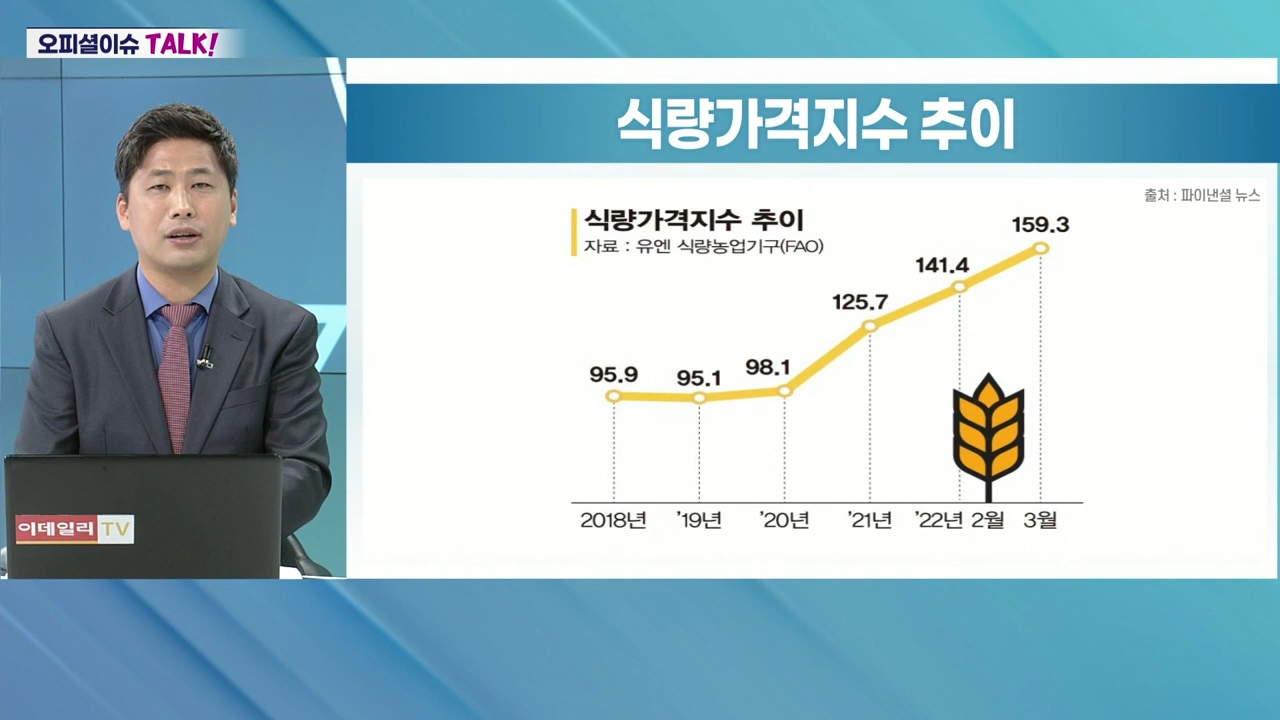 오피셜이슈 TALK!
식량가격지수 추이
출처 : 파이낸셜 뉴스
식량가격지수 추이
자료 : 유엔 식량농업기구(FAO)
95.9
95.1
98.1
125.7
141.4
159.3
2018년 ’19년 ’20년 ’21년 ’22년 2월 3월
이데일리 TV